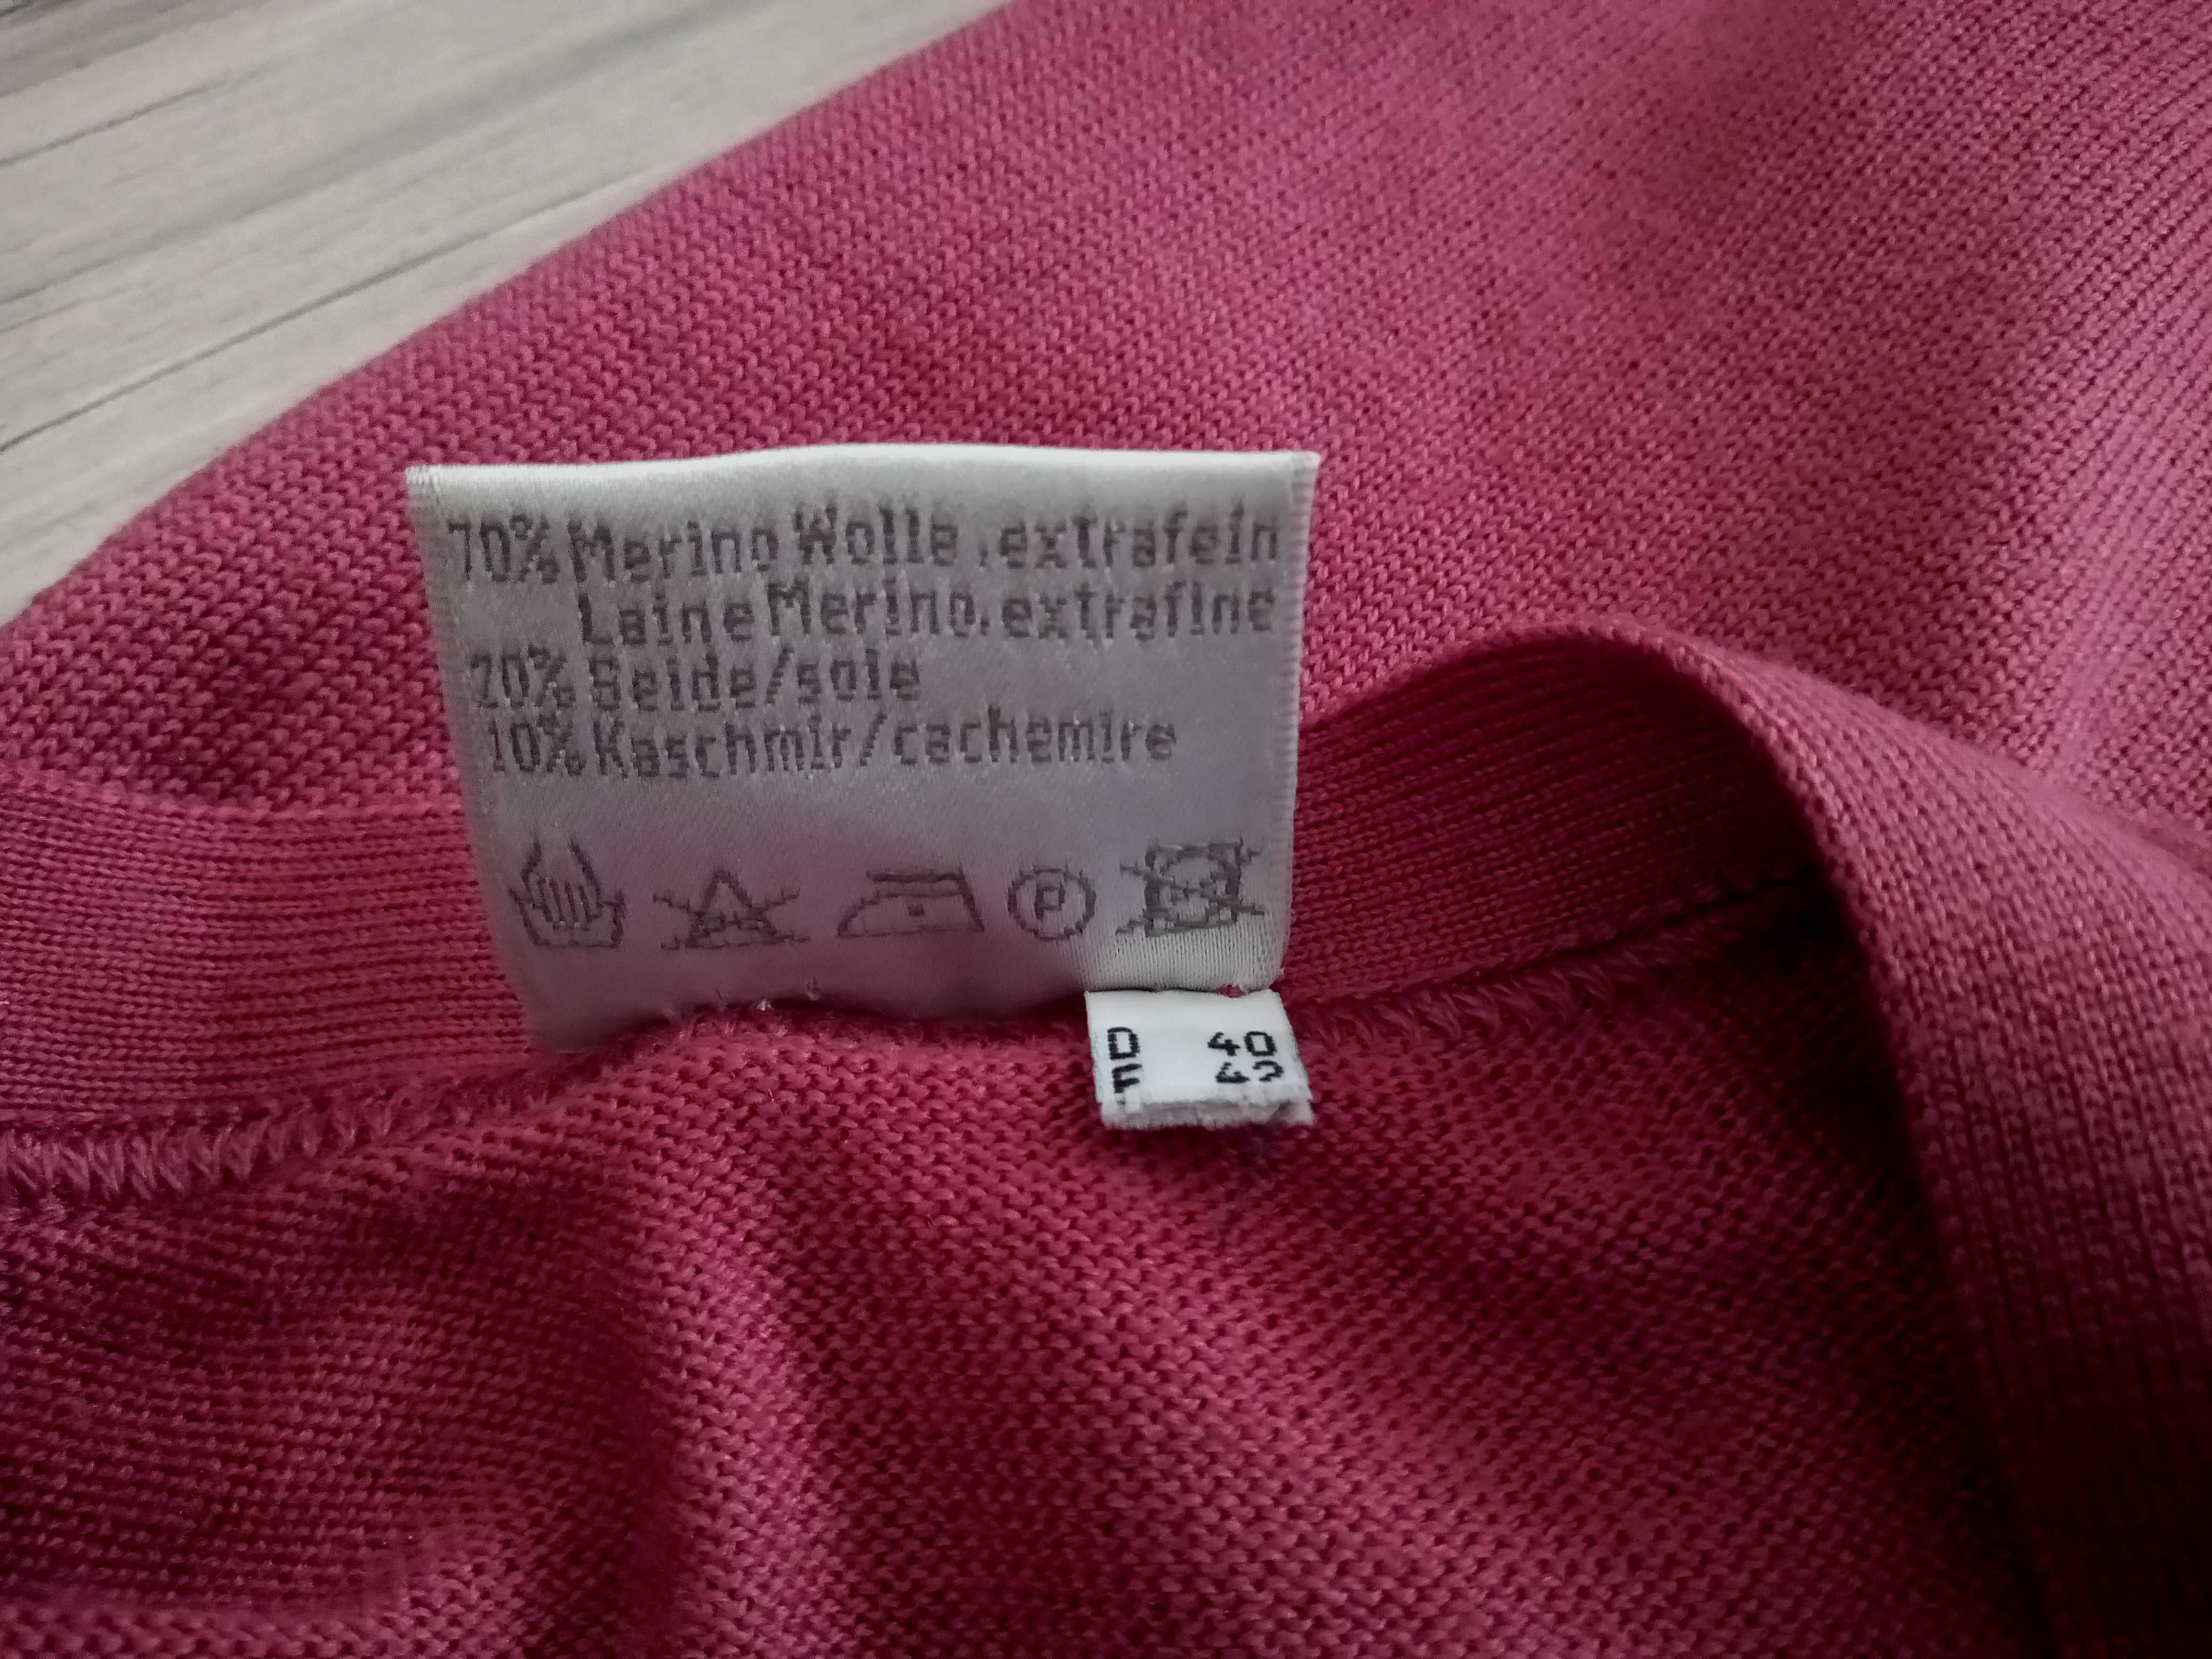 70% Merino Wolle, extrafein
Laine Merino, extrafine
20% Seide/soie
10% Kaschmir/cachemire
P
D 40
F 42